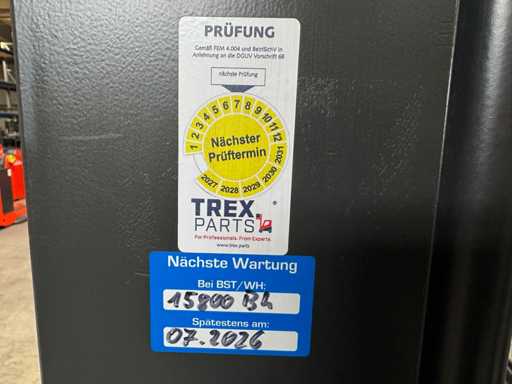 PRÜFUNG
Gemäß FEM 4.004 und BetrSichV in
Anlehnung an die DGUV Vorschrift 68
nächste Prüfung
1 2 3 4 5 6 7 8 9 10 11 12
Nächster
Prüftermin
2027 2028 2029 2030 2031
TREX.
PARTS
®
For Professionals. From Experts.
www.trex.parts
Nächste Wartung
Bei BST/WH:
15800 Bh
Spätestens am:
07.2026